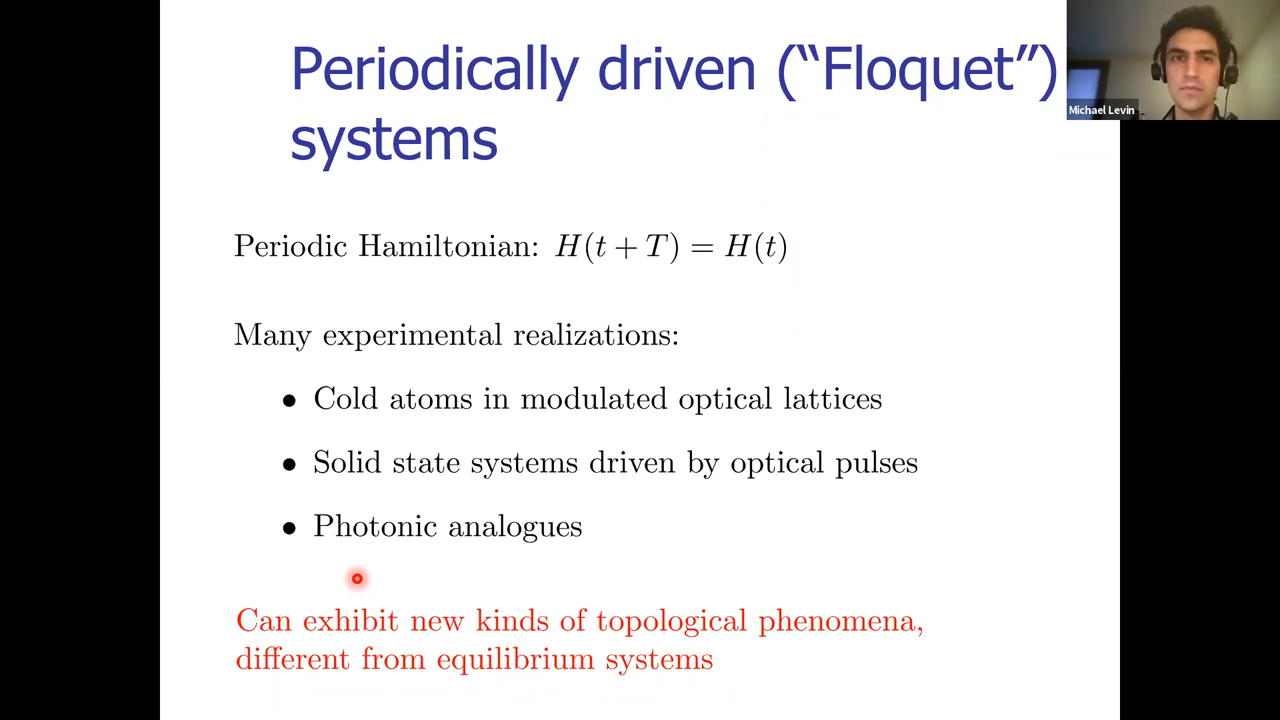 Periodically driven (“Floquet”)
systems
Michael Levin
Periodic Hamiltonian: H(t + T) = H(t)
Many experimental realizations:
• Cold atoms in modulated optical lattices
• Solid state systems driven by optical pulses
• Photonic analogues
Can exhibit new kinds of topological phenomena,
different from equilibrium systems